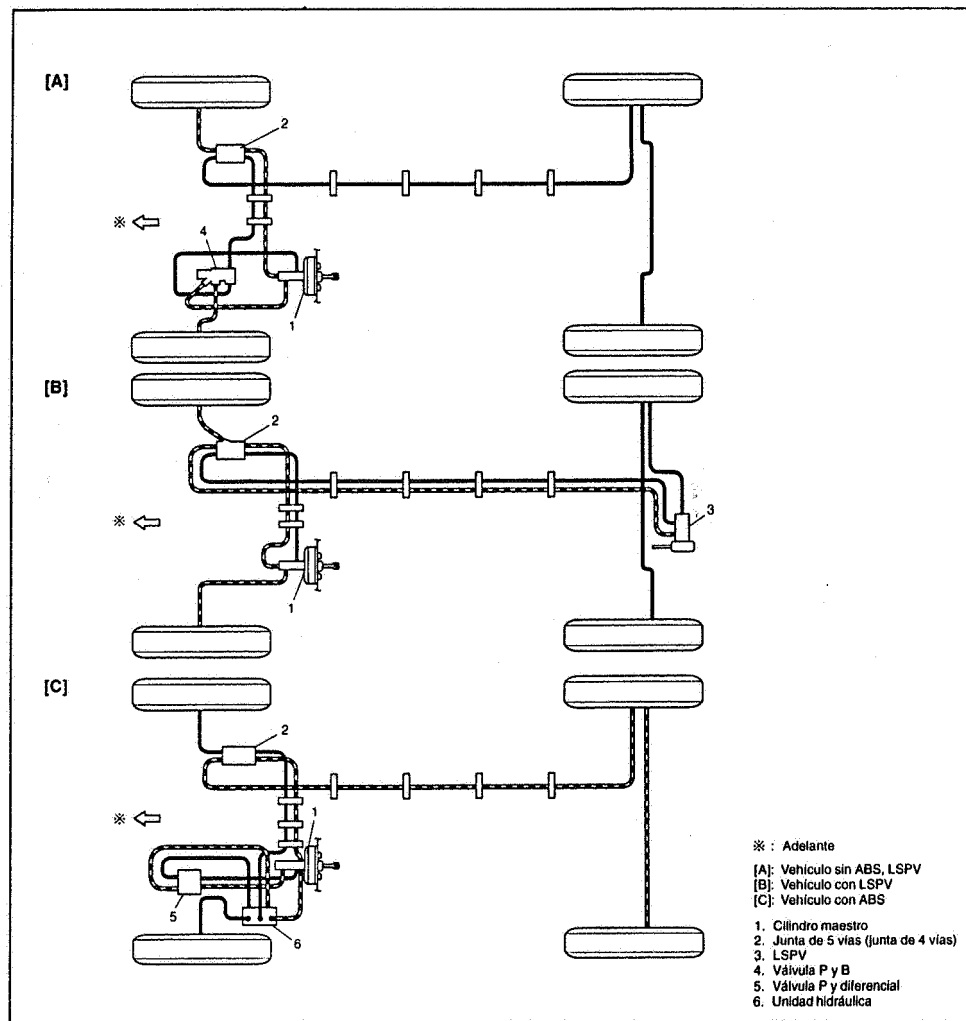 [A]
2
※
4
1
[B]
2
3
※
1
[C]
2
※
1
5
6
※ : Adelante
[A]: Vehículo sin ABS, LSPV
[B]: Vehículo con LSPV
[C]: Vehículo con ABS
1. Cilindro maestro
2. Junta de 5 vías (junta de 4 vías)
3. LSPV
4. Válvula P y B
5. Válvula P y diferencial
6. Unidad hidráulica